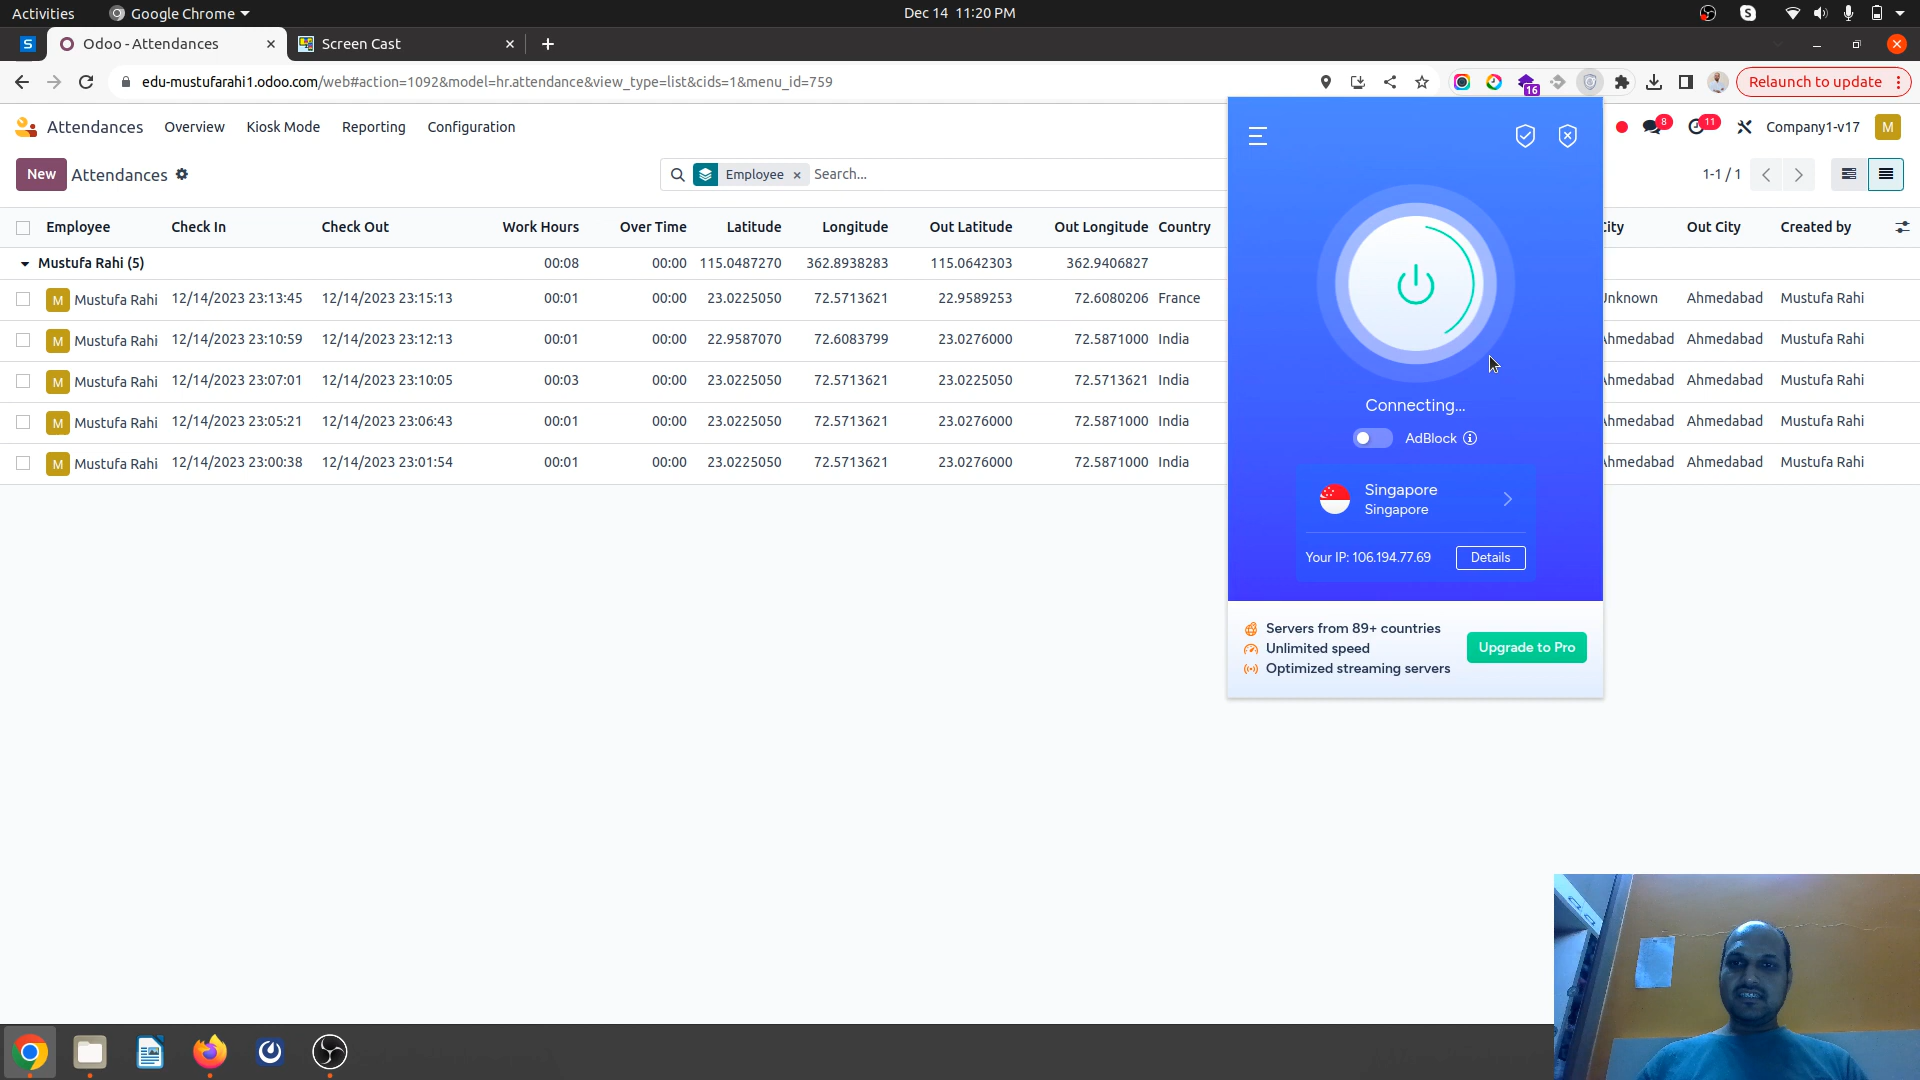 Activities
Google Chrome
Dec 14 11:20 PM
S
Odoo - Attendances
Screen Cast
edu-mustufarahi1.odoo.com/web#action=1092&model=hr.attendance&view_type=list&cids=1&menu_id=759
16
Relaunch to update
Attendances
Overview
Kiosk Mode
Reporting
Configuration
8
11
Company1-v17
M
New
Attendances
Employee
Search...
1-1 / 1
Employee Check In Check Out Work Hours Over Time Latitude Longitude Out Latitude Out Longitude Country City Out City Created by
Mustufa Rahi (5) 00:08 00:00 115.0487270 362.8938283 115.0642303 362.9406827
M Mustufa Rahi 12/14/2023 23:13:45 12/14/2023 23:15:13 00:01 00:00 23.0225050 72.5713621 22.9589253 72.6080206 France Unknown Ahmedabad Mustufa Rahi
M Mustufa Rahi 12/14/2023 23:10:59 12/14/2023 23:12:13 00:01 00:00 22.9587070 72.6083799 23.0276000 72.5871000 India Ahmedabad Ahmedabad Mustufa Rahi
M Mustufa Rahi 12/14/2023 23:07:01 12/14/2023 23:10:05 00:03 00:00 23.0225050 72.5713621 23.0225050 72.5713621 India Ahmedabad Ahmedabad Mustufa Rahi
M Mustufa Rahi 12/14/2023 23:05:21 12/14/2023 23:06:43 00:01 00:00 23.0225050 72.5713621 23.0276000 72.5871000 India Ahmedabad Ahmedabad Mustufa Rahi
M Mustufa Rahi 12/14/2023 23:00:38 12/14/2023 23:01:54 00:01 00:00 23.0225050 72.5713621 23.0276000 72.5871000 India Ahmedabad Ahmedabad Mustufa Rahi
Connecting...
AdBlock
Singapore
Singapore
Your IP: 106.194.77.69
Details
Servers from 89+ countries
Unlimited speed
Optimized streaming servers
Upgrade to Pro